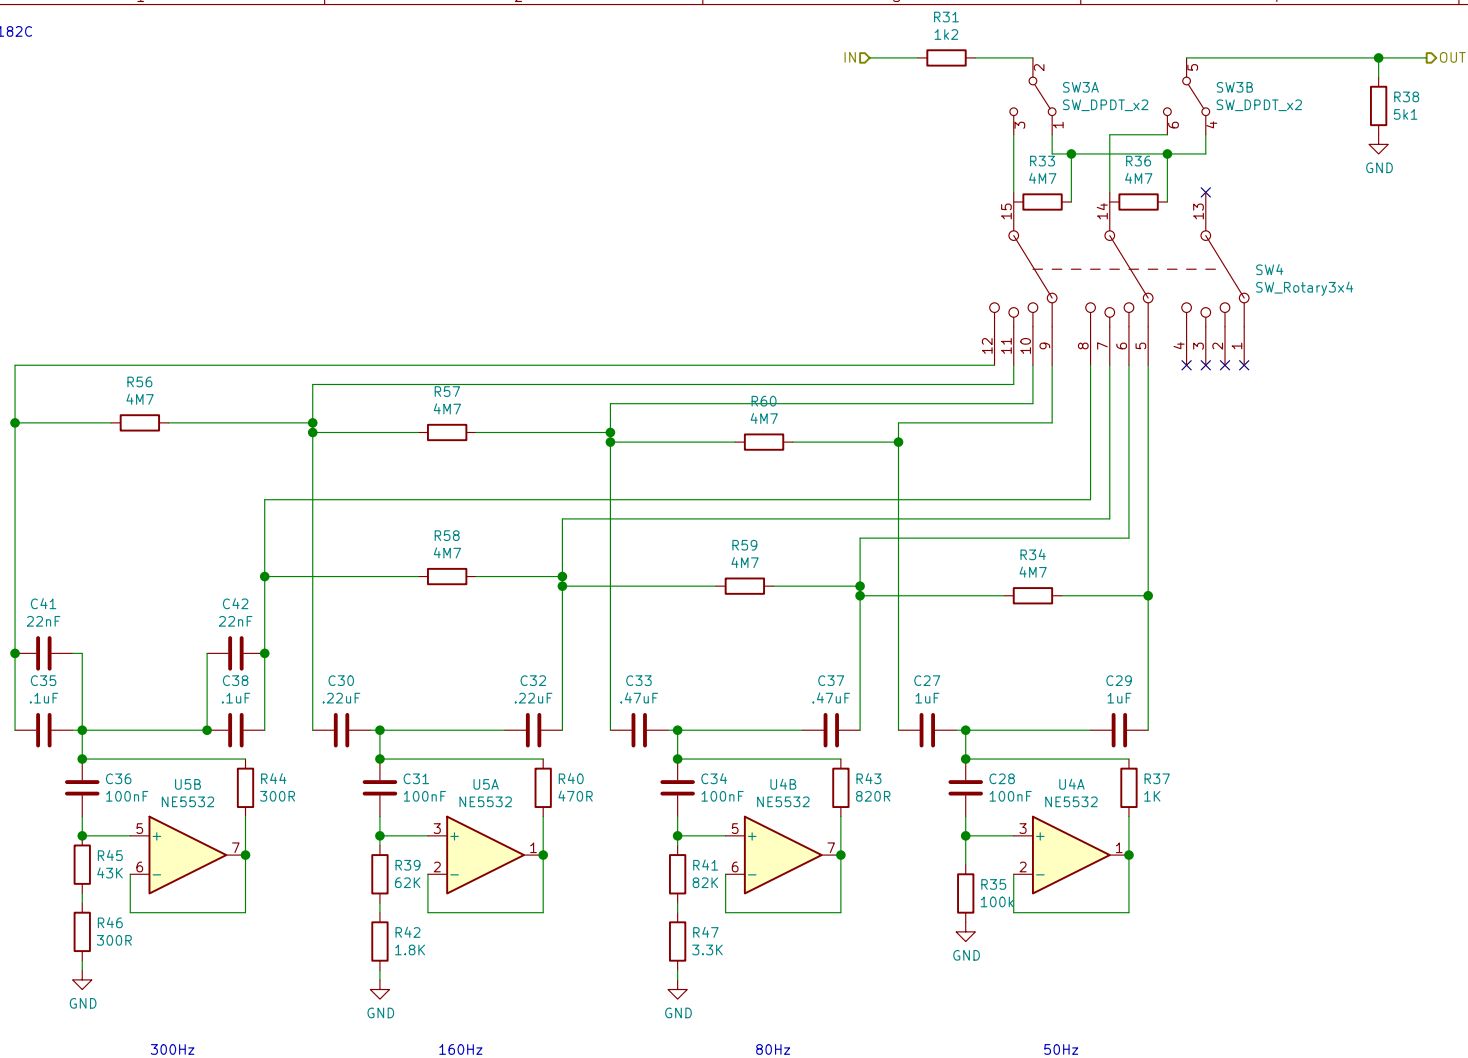 182C
R31
1k2
IN
2
SW3A
SW_DPDT_x2
3
1
5
SW3B
SW_DPDT_x2
6
4
OUT
R38
5k1
GND
R33
4M7
R36
4M7
15
14
13
SW4
SW_Rotary3x4
12
11
10
9
8
7
6
5
4
3
2
1
R56
4M7
R57
4M7
R60
4M7
R58
4M7
R59
4M7
R34
4M7
C41
22nF
C42
22nF
C35
.1uF
C38
.1uF
C30
.22uF
C32
.22uF
C33
.47uF
C37
.47uF
C27
1uF
C29
1uF
C36
100nF
U5B
NE5532
R44
300R
C31
100nF
U5A
NE5532
R40
470R
C34
100nF
U4B
NE5532
R43
820R
C28
100nF
U4A
NE5532
R37
1K
5
+
6
-
7
3
+
2
-
1
5
+
6
-
7
3
+
2
-
1
R45
43K
R39
62K
R41
82K
R35
100k
R46
300R
R42
1.8K
R47
3.3K
GND
GND
GND
GND
300Hz
160Hz
80Hz
50Hz